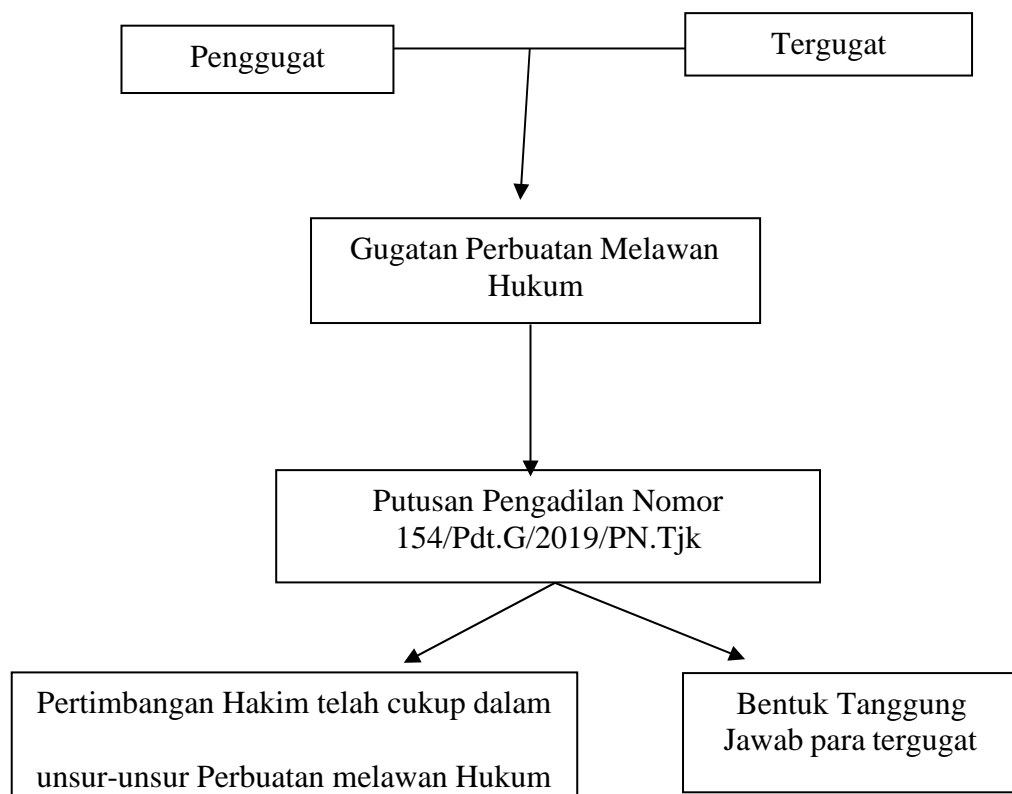 Penggugat
Tergugat
Gugatan Perbuatan Melawan
Hukum
Putusan Pengadilan Nomor
154/Pdt.G/2019/PN.Tjk
Pertimbangan Hakim telah cukup dalam
unsur-unsur Perbuatan melawan Hukum
Bentuk Tanggung
Jawab para tergugat